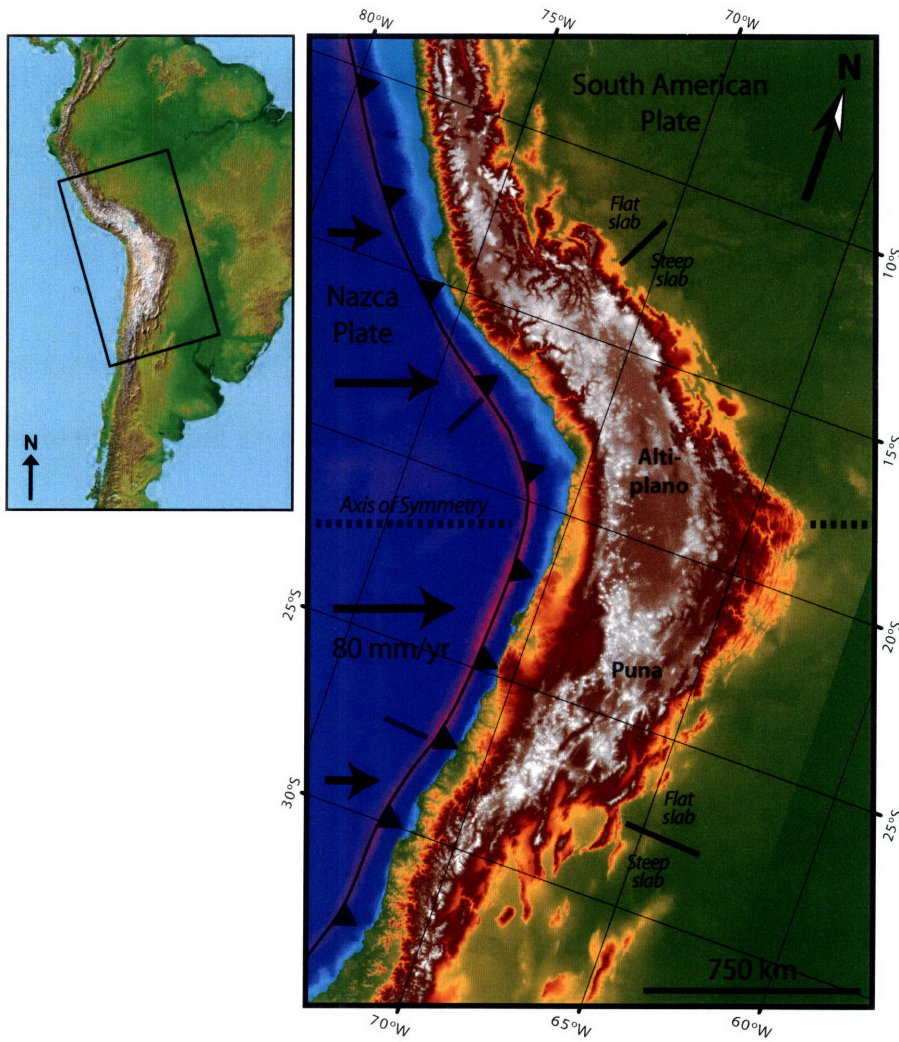 80°W
75°W
70°W
N
South American
Plate
Flat
slab
Steep
slab
10°S
Nazca
Plate
N
15°S
Alti-
plano
Axis of Symmetry
25°S
20°S
80 mm/yr
Puna
30°S
Flat
slab
25°S
Steep
slab
750 km
70°W
65°W
60°W